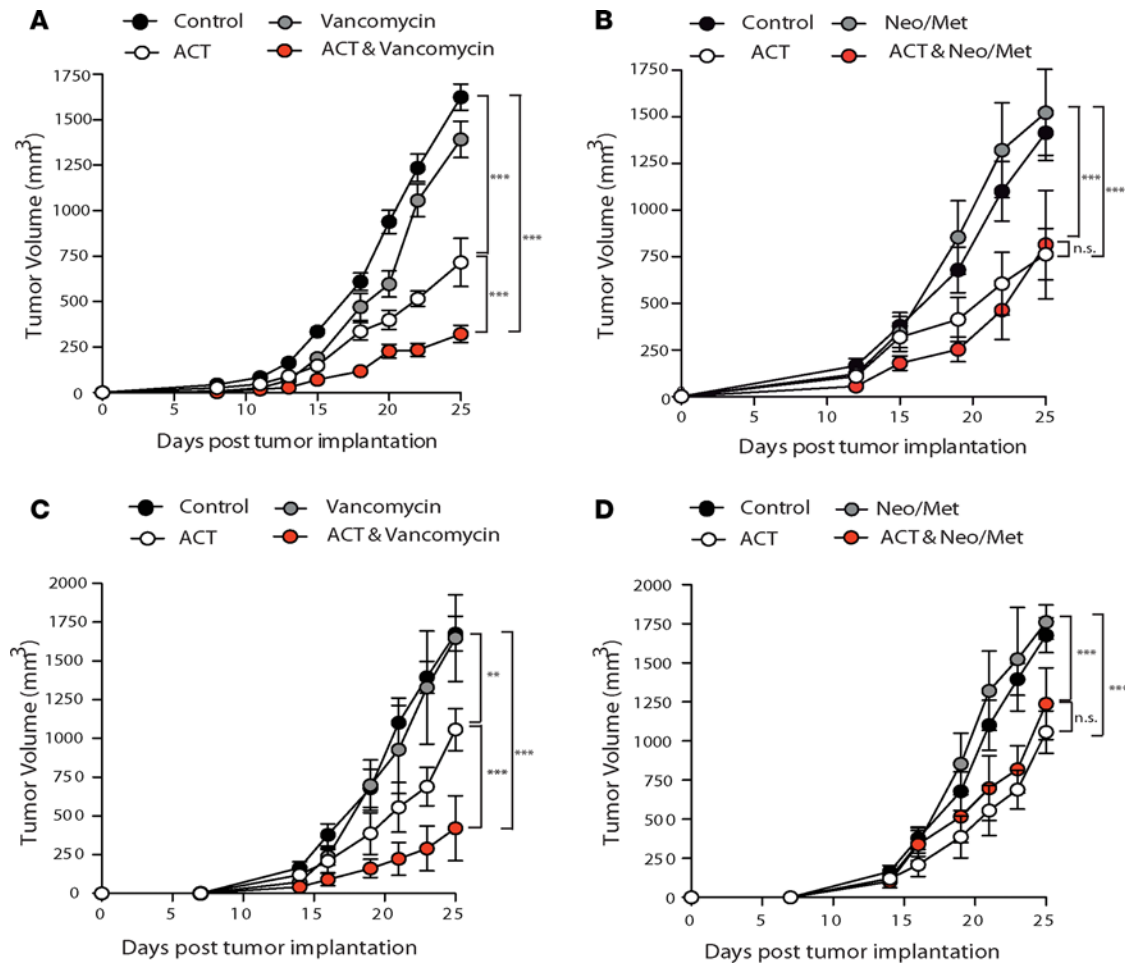 A
Control
Vancomycin
ACT
ACT & Vancomycin
Tumor Volume (mm3)
1750
1500
1250
1000
750
500
250
0
0 5 10 15 20 25
Days post tumor implantation
***
***
***
B
Control
Neo/Met
ACT
ACT & Neo/Met
Tumor Volume (mm3)
1750
1500
1250
1000
750
500
250
0
0 5 10 15 20 25
Days post tumor implantation
***
***
n.s.
C
Control
Vancomycin
ACT
ACT & Vancomycin
Tumor Volume (mm3)
2000
1750
1500
1250
1000
750
500
250
0
0 5 10 15 20 25
Days post tumor implantation
**
***
***
D
Control
Neo/Met
ACT
ACT & Neo/Met
Tumor Volume (mm3)
2000
1750
1500
1250
1000
750
500
250
0
0 5 10 15 20 25
Days post tumor implantation
***
***
n.s.